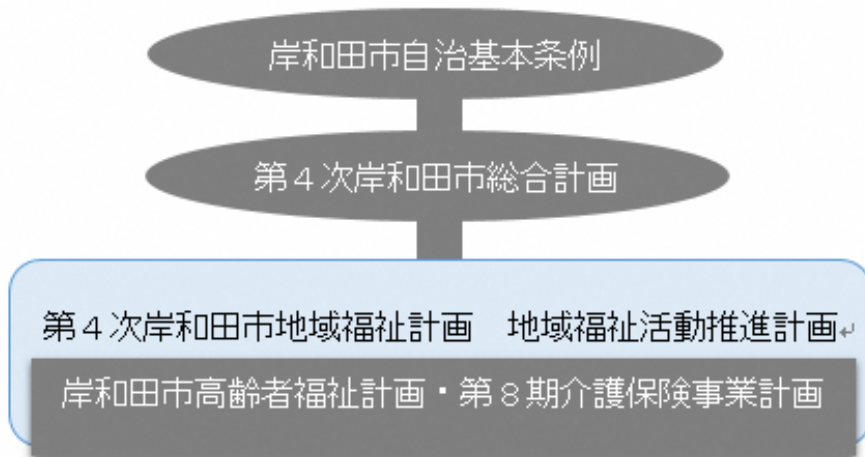 岸和田市自治基本条例
第４次岸和田市総合計画
第４次岸和田市地域福祉計画　地域福祉活動推進計画↵
岸和田市高齢者福祉計画・第８期介護保険事業計画